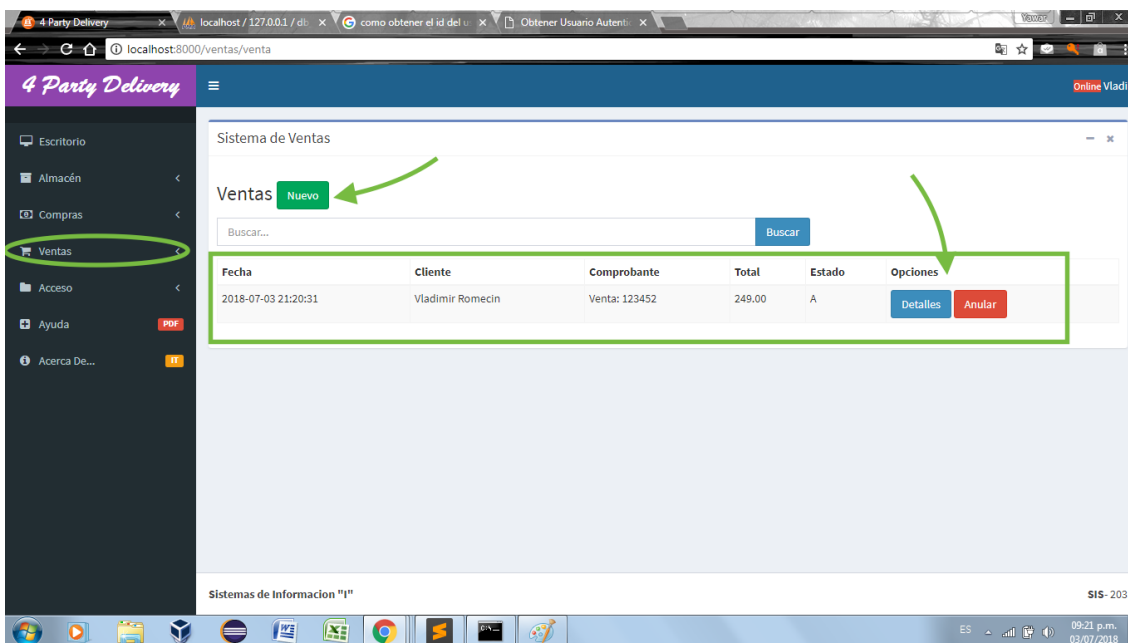 4 Party Delivery
localhost / 127.0.0.1 / db
como obtener el id del u
Obtener Usuario Autenti
Yawar
localhost:8000/ventas/venta
4 Party Delivery
Online Vladi
Escritorio
Almacén
Compras
Ventas
Acceso
Ayuda PDF
Acerca De... IT
Sistema de Ventas
Ventas Nuevo
Buscar... Buscar
Fecha Cliente Comprobante Total Estado Opciones
2018-07-03 21:20:31 Vladimir Romecin Venta: 123452 249.00 A Detalles Anular
Sistemas de Informacion "I" SIS- 203
ES 09:21 p.m.
03/07/2018